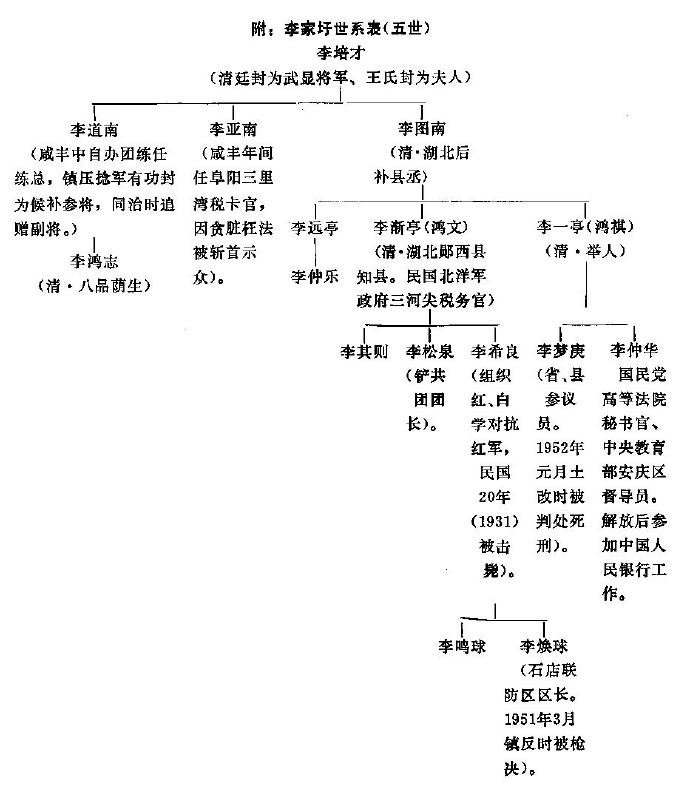 附：李家圩世系表（五世）
李培才
（清廷封为武显将军、王氏封为夫人）
李道南
（咸丰中自办团练任
练总，镇压捻军有功封
为候补参将，同治时追
赠副将。）
李鸿志
（清·八品荫生）
李亚南
（咸丰年间
任阜阳三里
湾税卡官，
因贪赃枉法
被斩首示
众）。
李图南
（清·湖北后
补县丞）
李远亭
李仲乐
李渐亭（鸿文）
（清·湖北郧西县
知县。民国北洋军
政府三河尖税务官）
李一亭（鸿祺）
（清·举人）
李其则
李松泉
（铲共
团团
长）。
李希良
（组织
红、白
学对抗
红军，
民国
20年
（1931）
被击
毙）。
李梦庚
（省、县
参议
员。
1952年
元月土
改时被
判处死
刑）。
李仲华
国民党
高等法院
秘书官、
中央教育
部安庆区
督导员。
解放后参
加中国人
民银行工
作。
李鸣球
李焕球
（石店联
防区区长。
1951年3月
镇反时被枪
决）。